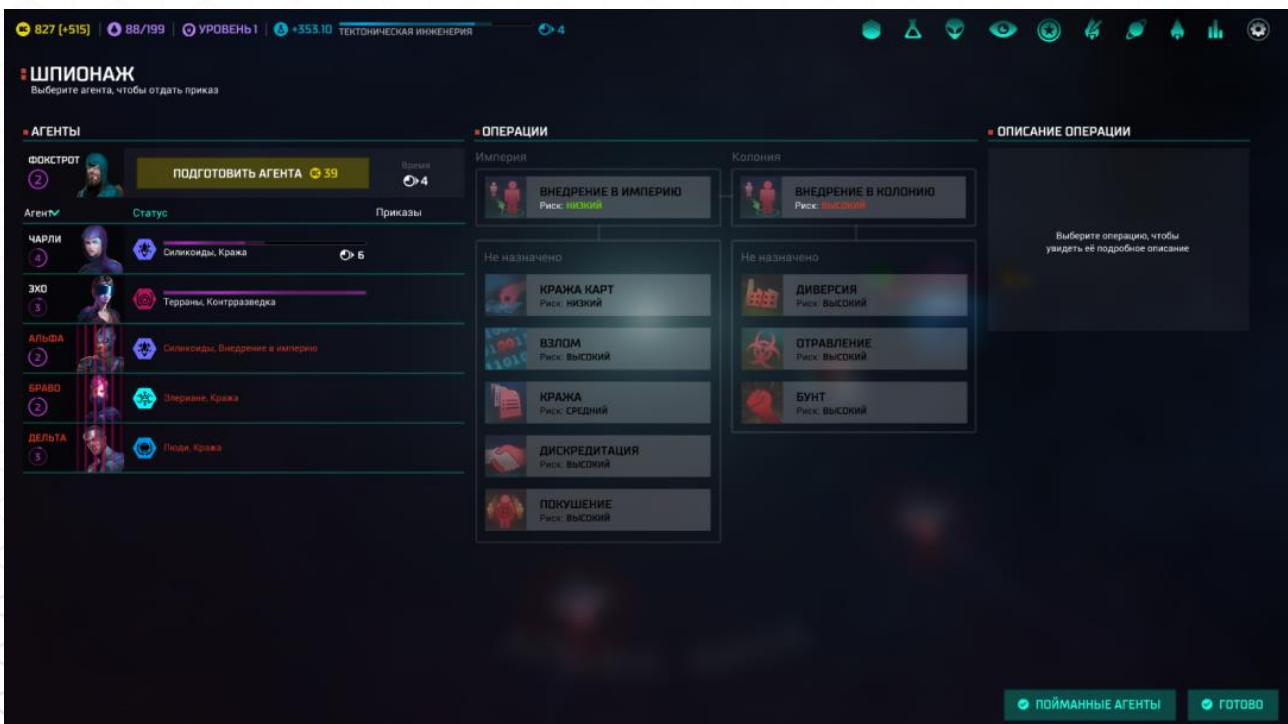 827 [+515] 88/199 УРОВЕНЬ 1 +353.10 ТЕКТОНИЧЕСКАЯ ИНЖЕНЕРИЯ 4
ШПИОНАЖ
Выберите агента, чтобы отдать приказ
АГЕНТЫ
ФОКСТРОТ
2
ПОДГОТОВИТЬ АГЕНТА 39
Время
4
Агент Статус Приказы
ЧАРЛИ
4
Силикоиды, Кража 6
ЭХО
3
Терраны, Контрразведка
АЛЬФА
2
Силикоиды, Внедрение в империю
БРАВО
2
Элериане, Кража
ДЕЛЬТА
3
Люди, Кража
ОПЕРАЦИИ
Империя
ВНЕДРЕНИЕ В ИМПЕРИЮ
Риск: НИЗКИЙ
Не назначено
КРАЖА КАРТ
Риск: НИЗКИЙ
ВЗЛОМ
Риск: ВЫСОКИЙ
КРАЖА
Риск: СРЕДНИЙ
ДИСКРЕДИТАЦИЯ
Риск: ВЫСОКИЙ
ПОКУШЕНИЕ
Риск: ВЫСОКИЙ
Колония
ВНЕДРЕНИЕ В КОЛОНИЮ
Риск: ВЫСОКИЙ
Не назначено
ДИВЕРСИЯ
Риск: ВЫСОКИЙ
ОТРАВЛЕНИЕ
Риск: ВЫСОКИЙ
БУНТ
Риск: ВЫСОКИЙ
ОПИСАНИЕ ОПЕРАЦИИ
Выберите операцию, чтобы
увидеть её подробное описание
ПОЙМАННЫЕ АГЕНТЫ
ГОТОВО